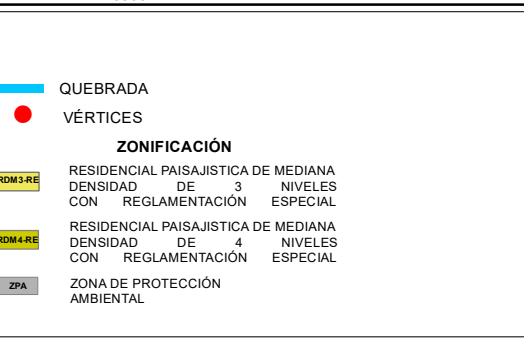 QUEBRADA
VÉRTICES
ZONIFICACIÓN
RDM3-RE
RESIDENCIAL PAISAJISTICA DE MEDIANA
DENSIDAD DE 3 NIVELES
CON REGLAMENTACIÓN ESPECIAL
RDM4-RE
RESIDENCIAL PAISAJISTICA DE MEDIANA
DENSIDAD DE 4 NIVELES
CON REGLAMENTACIÓN ESPECIAL
ZPA
ZONA DE PROTECCIÓN
AMBIENTAL